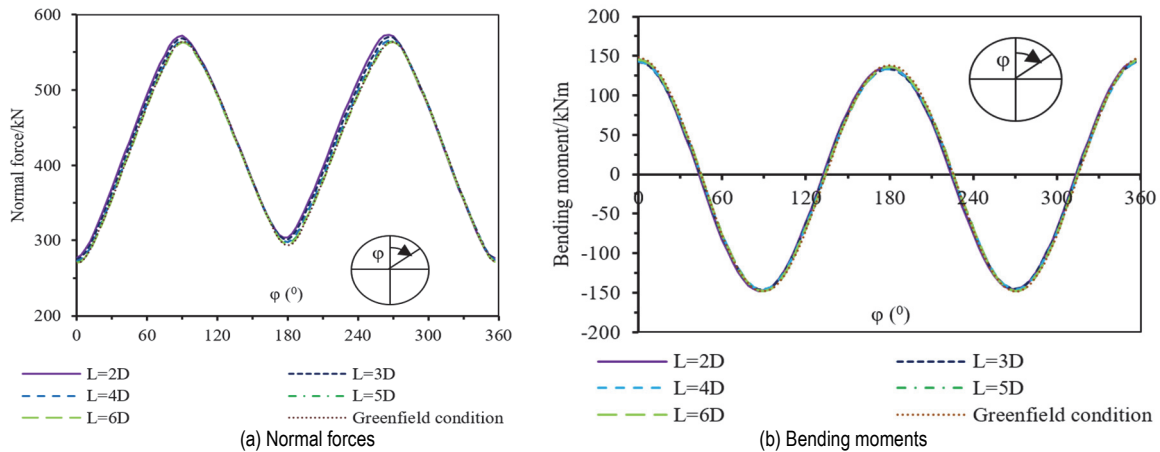 600
500
400
300
200
Normal force/kN
0
60
120
180
240
300
360
φ (⁰)
φ
L=2D
L=3D
L=4D
L=5D
L=6D
Greenfield condition
(a) Normal forces
200
150
100
50
0
-50
-100
-150
-200
Bending moment/kNm
0
60
120
180
240
300
360
φ (⁰)
φ
L=2D
L=3D
L=4D
L=5D
L=6D
Greenfield condition
(b) Bending moments